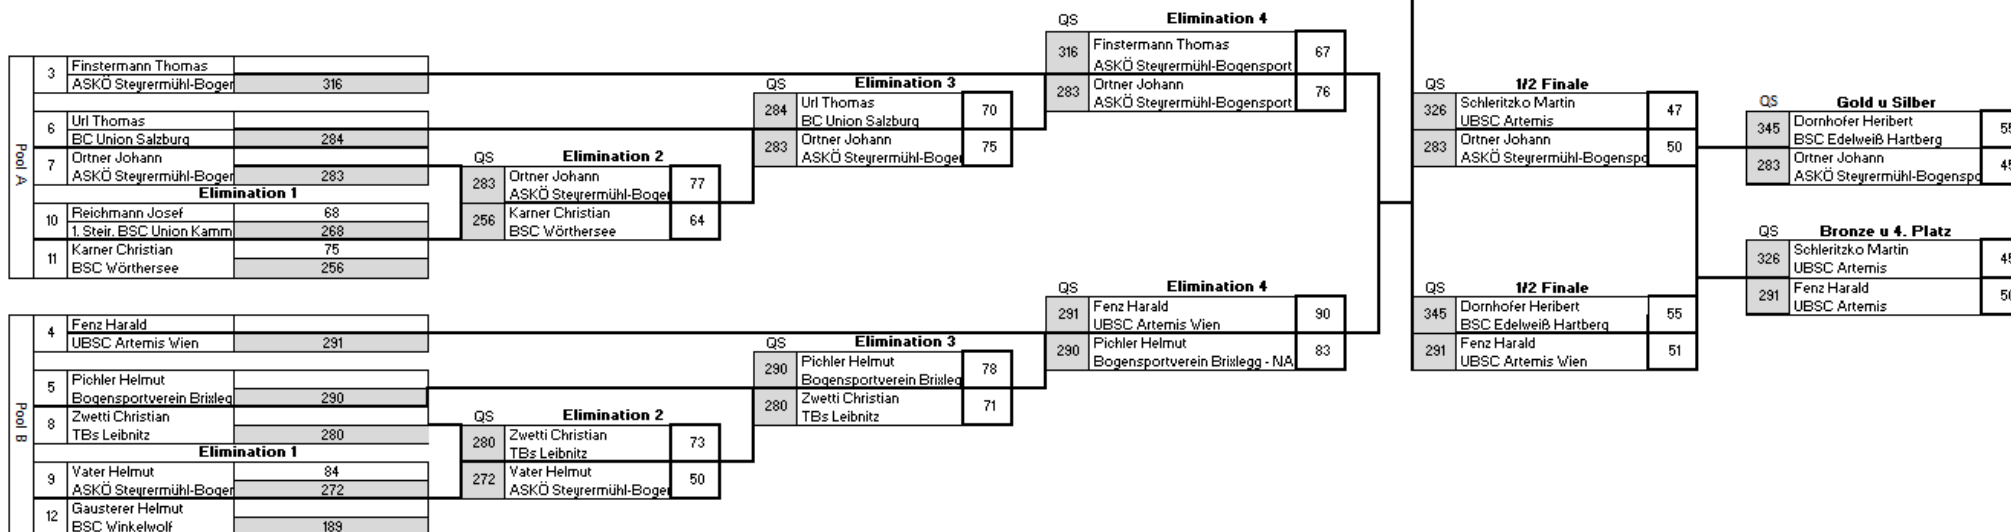 Pool A
3
Finstermann Thomas
ASKÖ Steyrermühl-Boger
316
6
Url Thomas
BC Union Salzburg
284
7
Ortner Johann
ASKÖ Steyrermühl-Boger
283
Elimination 1
10
Reichmann Josef
68
1. Steir. BSC Union Kamm
268
11
Karner Christian
75
BSC Wörthersee
256
Pool B
4
Fenz Harald
UBSC Artemis Wien
291
5
Pichler Helmut
Bogensportverein Brixleg
290
8
Zwetti Christian
TBs Leibnitz
280
Elimination 1
9
Vater Helmut
84
ASKÖ Steyrermühl-Boger
272
12
Gausterer Helmut
BSC Winkelwolf
189
QS Elimination 2
283
Ortner Johann
ASKÖ Steyrermühl-Boger
77
256
Karner Christian
BSC Wörthersee
64
QS Elimination 2
280
Zwetti Christian
TBs Leibnitz
73
272
Vater Helmut
ASKÖ Steyrermühl-Boger
50
QS Elimination 3
284
Url Thomas
BC Union Salzburg
70
283
Ortner Johann
ASKÖ Steyrermühl-Boger
75
QS Elimination 3
290
Pichler Helmut
Bogensportverein Brixleg
78
280
Zwetti Christian
TBs Leibnitz
71
QS Elimination 4
316
Finstermann Thomas
ASKÖ Steyrermühl-Bogensport
67
283
Ortner Johann
ASKÖ Steyrermühl-Bogensport
76
QS Elimination 4
291
Fenz Harald
UBSC Artemis Wien
90
290
Pichler Helmut
Bogensportverein Brixlegg - NA
83
QS 1/2 Finale
326
Schleritzko Martin
UBSC Artemis
47
283
Ortner Johann
ASKÖ Steyrermühl-Bogenspo
50
QS 1/2 Finale
345
Dornhofer Heribert
BSC Edelweiß Hartberg
55
291
Fenz Harald
UBSC Artemis Wien
51
QS Gold u Silber
345
Dornhofer Heribert
BSC Edelweiß Hartberg
55
283
Ortner Johann
ASKÖ Steyrermühl-Bogenspo
45
QS Bronze u 4. Platz
326
Schleritzko Martin
UBSC Artemis
45
291
Fenz Harald
UBSC Artemis
50